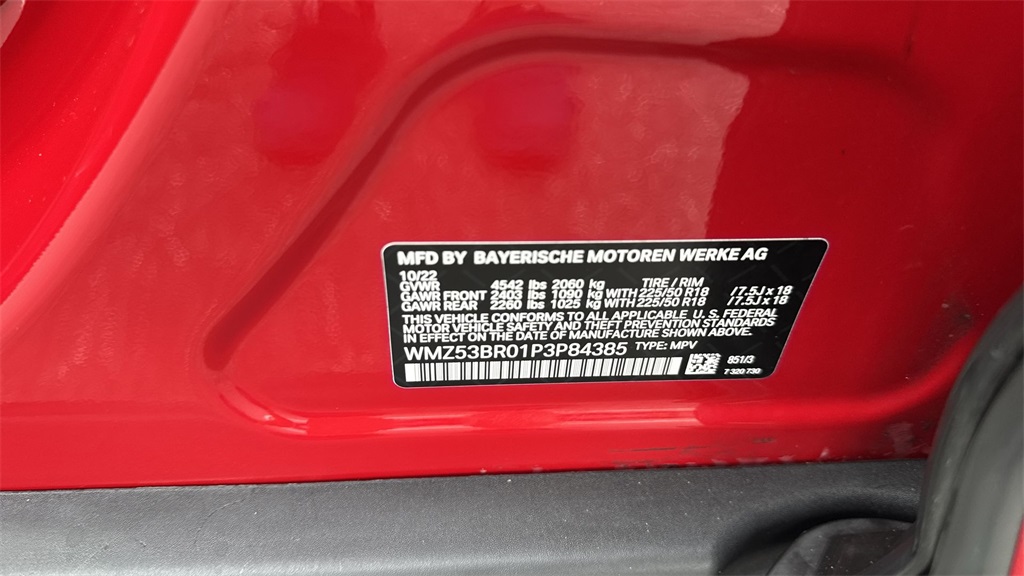 MFD BY BAYERISCHE MOTOREN WERKE AG
10/22
GVWR 4542 lbs 2060 kg TIRE / RIM
GAWR FRONT 2403 lbs 1090 kg WITH 225/50 R18 / 7.5J x 18
GAWR REAR 2260 lbs 1025 kg WITH 225/50 R18 / 7.5J x 18
THIS VEHICLE CONFORMS TO ALL APPLICABLE U. S. FEDERAL
MOTOR VEHICLE SAFETY AND THEFT PREVENTION STANDARDS
IN EFFECT ON THE DATE OF MANUFACTURE SHOWN ABOVE.
WMZ53BR01P3P84385 TYPE: MPV
851/3
7 320 730